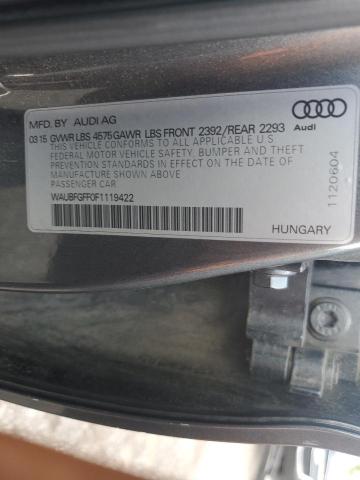 MFD. BY AUDI AG
03 15 GVWR LBS 4575 GAWR LBS FRONT 2392/REAR 2293
THIS VEHICLE CONFORMS TO ALL APPLICABLE U.S
FEDERAL MOTOR VEHICLE SAFETY. BUMPER AND THEFT
PREVENTION STANDARDS IN EFFECT ON THE DATE
OF MANUFACTURE SHOWN ABOVE
PASSENGER CAR
WAUBFGFF0F1119422
Audi
1120604
HUNGARY